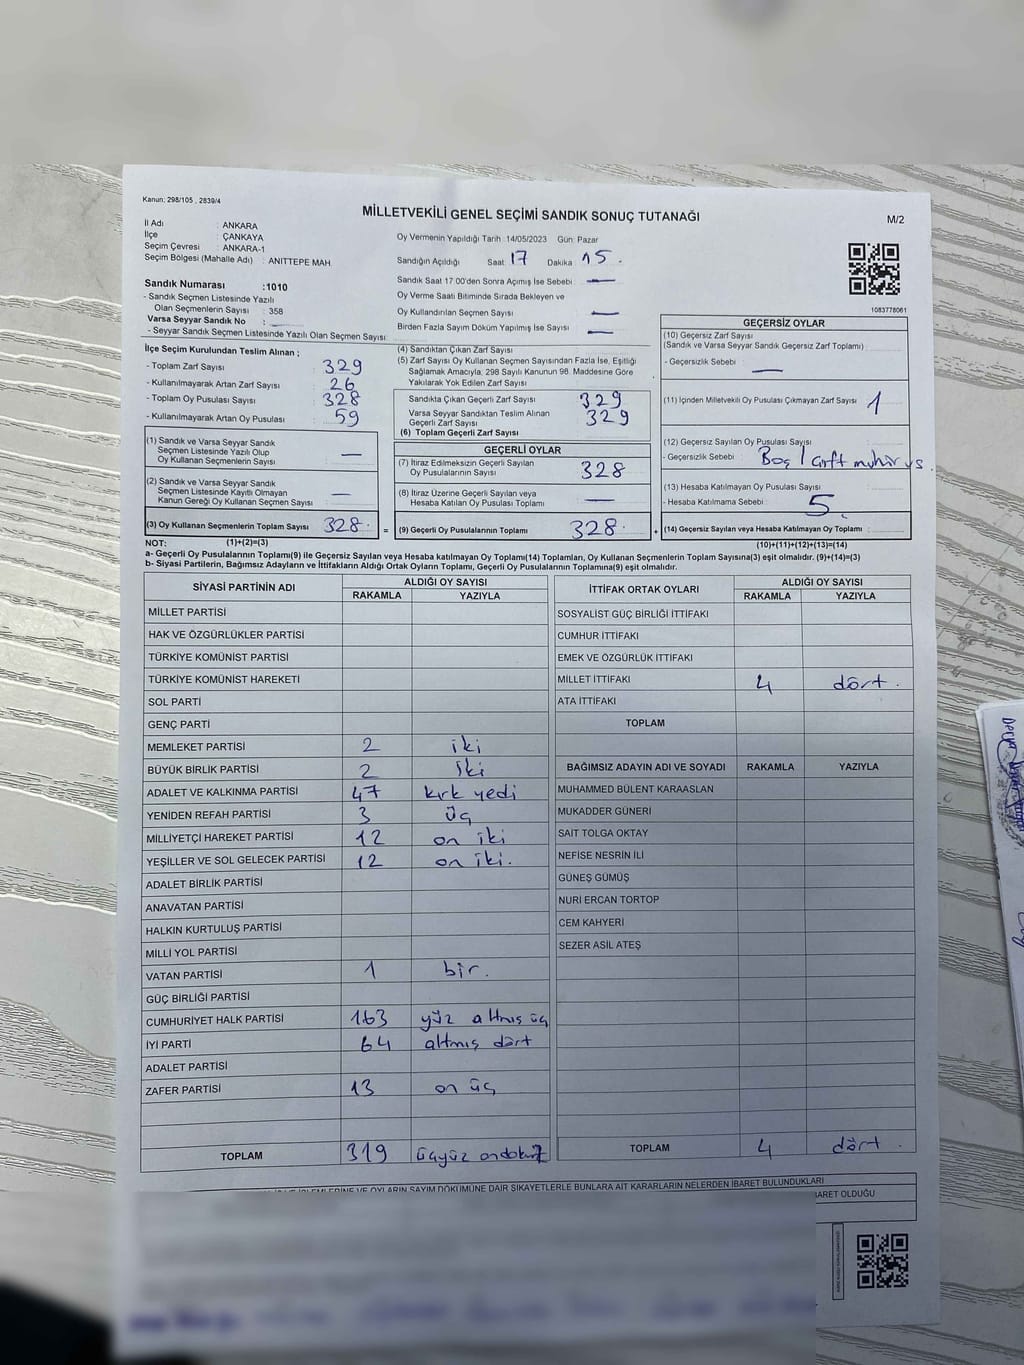 Kanun; 298/105 , 2839/4
MİLLETVEKİLİ GENEL SEÇİMİ SANDIK SONUÇ TUTANAĞI
M/2
İl Adı : ANKARA
İlçe : ÇANKAYA
Seçim Çevresi : ANKARA-1
Seçim Bölgesi (Mahalle Adı) : ANITTEPE MAH.
Oy Vermenin Yapıldığı Tarih :14/05/2023 Gün: Pazar
Sandığın Açıldığı Saat 17 Dakika 15 .
Sandık Saat 17.00'den Sonra Açımış İse Sebebi : —
Oy Verme Saati Bitiminde Sırada Bekleyen ve
Oy Kullandırılan Seçmen Sayısı : —
Birden Fazla Sayım Döküm Yapılmış İse Sayısı : —
1083778061
Sandık Numarası :1010
- Sandık Seçmen Listesinde Yazılı
Olan Seçmenlerin Sayısı : 358
Varsa Seyyar Sandık No :
- Seyyar Sandık Seçmen Listesinde Yazılı Olan Seçmen Sayısı:
İlçe Seçim Kurulundan Teslim Alınan ;
- Toplam Zarf Sayısı : 329
- Kullanılmayarak Artan Zarf Sayısı : 26
- Toplam Oy Pusulası Sayısı : 328
- Kullanılmayarak Artan Oy Pusulası : 59
(1) Sandık ve Varsa Seyyar Sandık
Seçmen Listesinde Yazılı Olup
Oy Kullanan Seçmenlerin Sayısı : —
(2) Sandık ve Varsa Seyyar Sandık
Seçmen Listesinde Kayıtlı Olmayan
Kanun Gereği Oy Kullanan Seçmen Sayısı : —
(3) Oy Kullanan Seçmenlerin Toplam Sayısı : 328.
(4) Sandıktan Çıkan Zarf Sayısı :
(5) Zarf Sayısı Oy Kullanan Seçmen Sayısından Fazla İse, Eşitliği
Sağlamak Amacıyla, 298 Sayılı Kanunun 98. Maddesine Göre
Yakılarak Yok Edilen Zarf Sayısı :
Sandıkta Çıkan Geçerli Zarf Sayısı : 329
Varsa Seyyar Sandıktan Teslim Alınan
Geçerli Zarf Sayısı : 329
(6) Toplam Geçerli Zarf Sayısı :
GEÇERLİ OYLAR
(7) İtiraz Edilmeksizin Geçerli Sayılan
Oy Pusulalarının Sayısı : 328
(8) İtiraz Üzerine Geçerli Sayılan veya
Hesaba Katılan Oy Pusulası Toplamı : —
= (9) Geçerli Oy Pusulalarının Toplamı : 328. +
GEÇERSİZ OYLAR
(10) Geçersiz Zarf Sayısı :
(Sandık ve Varsa Seyyar Sandık Geçersiz Zarf Toplamı)
- Geçersizlik Sebebi : —
(11) İçinden Milletvekili Oy Pusulası Çıkmayan Zarf Sayısı : 1
(12) Geçersiz Sayılan Oy Pusulası Sayısı :
- Geçersizlik Sebebi : Boş / çift mühür
(13) Hesaba Katılmayan Oy Pusulası Sayısı :
- Hesaba Katılmama Sebebi : 5.
(14) Geçersiz Sayılan veya Hesaba Katılmayan Oy Toplamı :
NOT: (1)+(2)=(3) (10)+(11)+(12)+(13)=(14)
a- Geçerli Oy Pusulalarının Toplamı(9) ile Geçersiz Sayılan veya Hesaba katılmayan Oy Toplamı(14) Toplamları, Oy Kullanan Seçmenlerin Toplam Sayısına(3) eşit olmalıdır. (9)+(14)=(3)
b- Siyasi Partilerin, Bağımsız Adayların ve İttifakların Aldığı Ortak Oyların Toplamı, Geçerli Oy Pusulalarının Toplamına(9) eşit olmalıdır.
SİYASİ PARTİNİN ADI ALDIĞI OY SAYISI
RAKAMLA YAZIYLA
MİLLET PARTİSİ
HAK VE ÖZGÜRLÜKLER PARTİSİ
TÜRKİYE KOMÜNİST PARTİSİ
TÜRKİYE KOMÜNİST HAREKETİ
SOL PARTİ
GENÇ PARTİ
MEMLEKET PARTİSİ 2 iki
BÜYÜK BİRLİK PARTİSİ 2 iki
ADALET VE KALKINMA PARTİSİ 47 kırk yedi
YENİDEN REFAH PARTİSİ 3 üç
MİLLİYETÇİ HAREKET PARTİSİ 12 on iki
YEŞİLLER VE SOL GELECEK PARTİSİ 12 on iki.
ADALET BİRLİK PARTİSİ
ANAVATAN PARTİSİ
HALKIN KURTULUŞ PARTİSİ
MİLLİ YOL PARTİSİ
VATAN PARTİSİ 1 bir.
GÜÇ BİRLİĞİ PARTİSİ
CUMHURİYET HALK PARTİSİ 163 yüz altmış üç
İYİ PARTİ 64 altmış dört
ADALET PARTİSİ
ZAFER PARTİSİ 13 on üç
TOPLAM 319 üçyüz ondokuz
İTTİFAK ORTAK OYLARI ALDIĞI OY SAYISI
RAKAMLA YAZIYLA
SOSYALİST GÜÇ BİRLİĞİ İTTİFAKI
CUMHUR İTTİFAKI
EMEK VE ÖZGÜRLÜK İTTİFAKI
MİLLET İTTİFAKI 4 dört .
ATA İTTİFAKI
TOPLAM
BAĞIMSIZ ADAYIN ADI VE SOYADI RAKAMLA YAZIYLA
MUHAMMED BÜLENT KARAASLAN
MUKADDER GÜNERİ
SAİT TOLGA OKTAY
NEFİSE NESRİN İLİ
GÜNEŞ GÜMÜŞ
NURİ ERCAN TORTOP
CEM KAHYERİ
SEZER ASİL ATEŞ
TOPLAM 4 dört .
VE OYLARIN SAYIM DÖKÜMÜNE DAİR ŞİKAYETLERLE BUNLARA AİT KARARLARIN NELERDEN İBARET BULUNDUKLARI
OLDUĞU